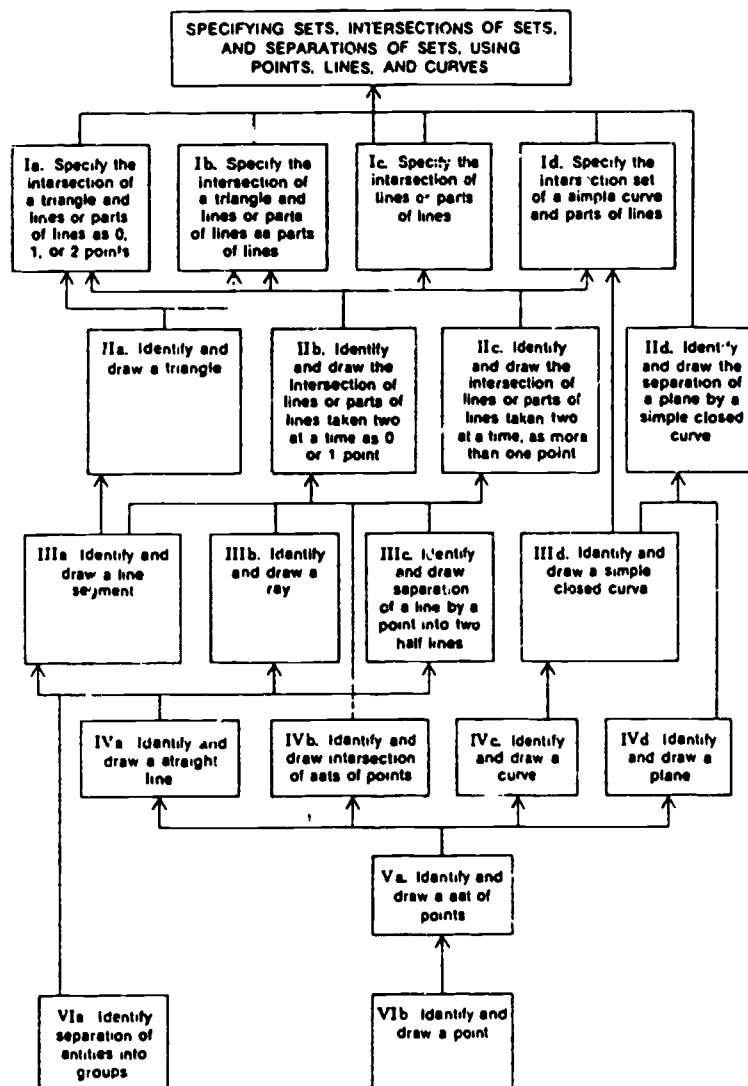 SPECIFYING SETS, INTERSECTIONS OF SETS,
AND SEPARATIONS OF SETS, USING
POINTS, LINES, AND CURVES
Ia. Specify the
intarsection of
a triangle and
lines or parts
of lines as 0,
1, or 2 points
Ib. Specify the
intersection of
a triangle and
lines or parts
of lines aa parts
of lines
Ic. Specify the
intersection of
lines or parts
of lines
Id. Specify the
intersection set
of a aimpla curve
and parts of lines
IIa. Identify and
draw a triangle
IIb. Identify
and draw the
intersection of
lines or parts of
lines taken two
at a time as 0
or 1 point
IIc. Identify
and draw the
intersection of
lines or parts of
lines taken two
at a time, as more
than one point
IId. Identify
and draw the
separation of
a plane by a
simple closed
curve
IIIa Identify and
draw a line
segment
IIIb. Identify
and draw a
ray
IIIc. Identify
and draw
separation
of a line by a
point into two
half lines
IIId. Identify and
draw a simple
closed curve
IVa Identify and
draw a atraight
line
IVb. Identify and
draw intarsection
of aats of points
IVc. Identify
and draw a
curve
IVd Identify
and draw a
plane
Va. Identify and
draw a aat of
points
VIa Identify
separation of
antities into
groups
VIb Identify and
draw a point